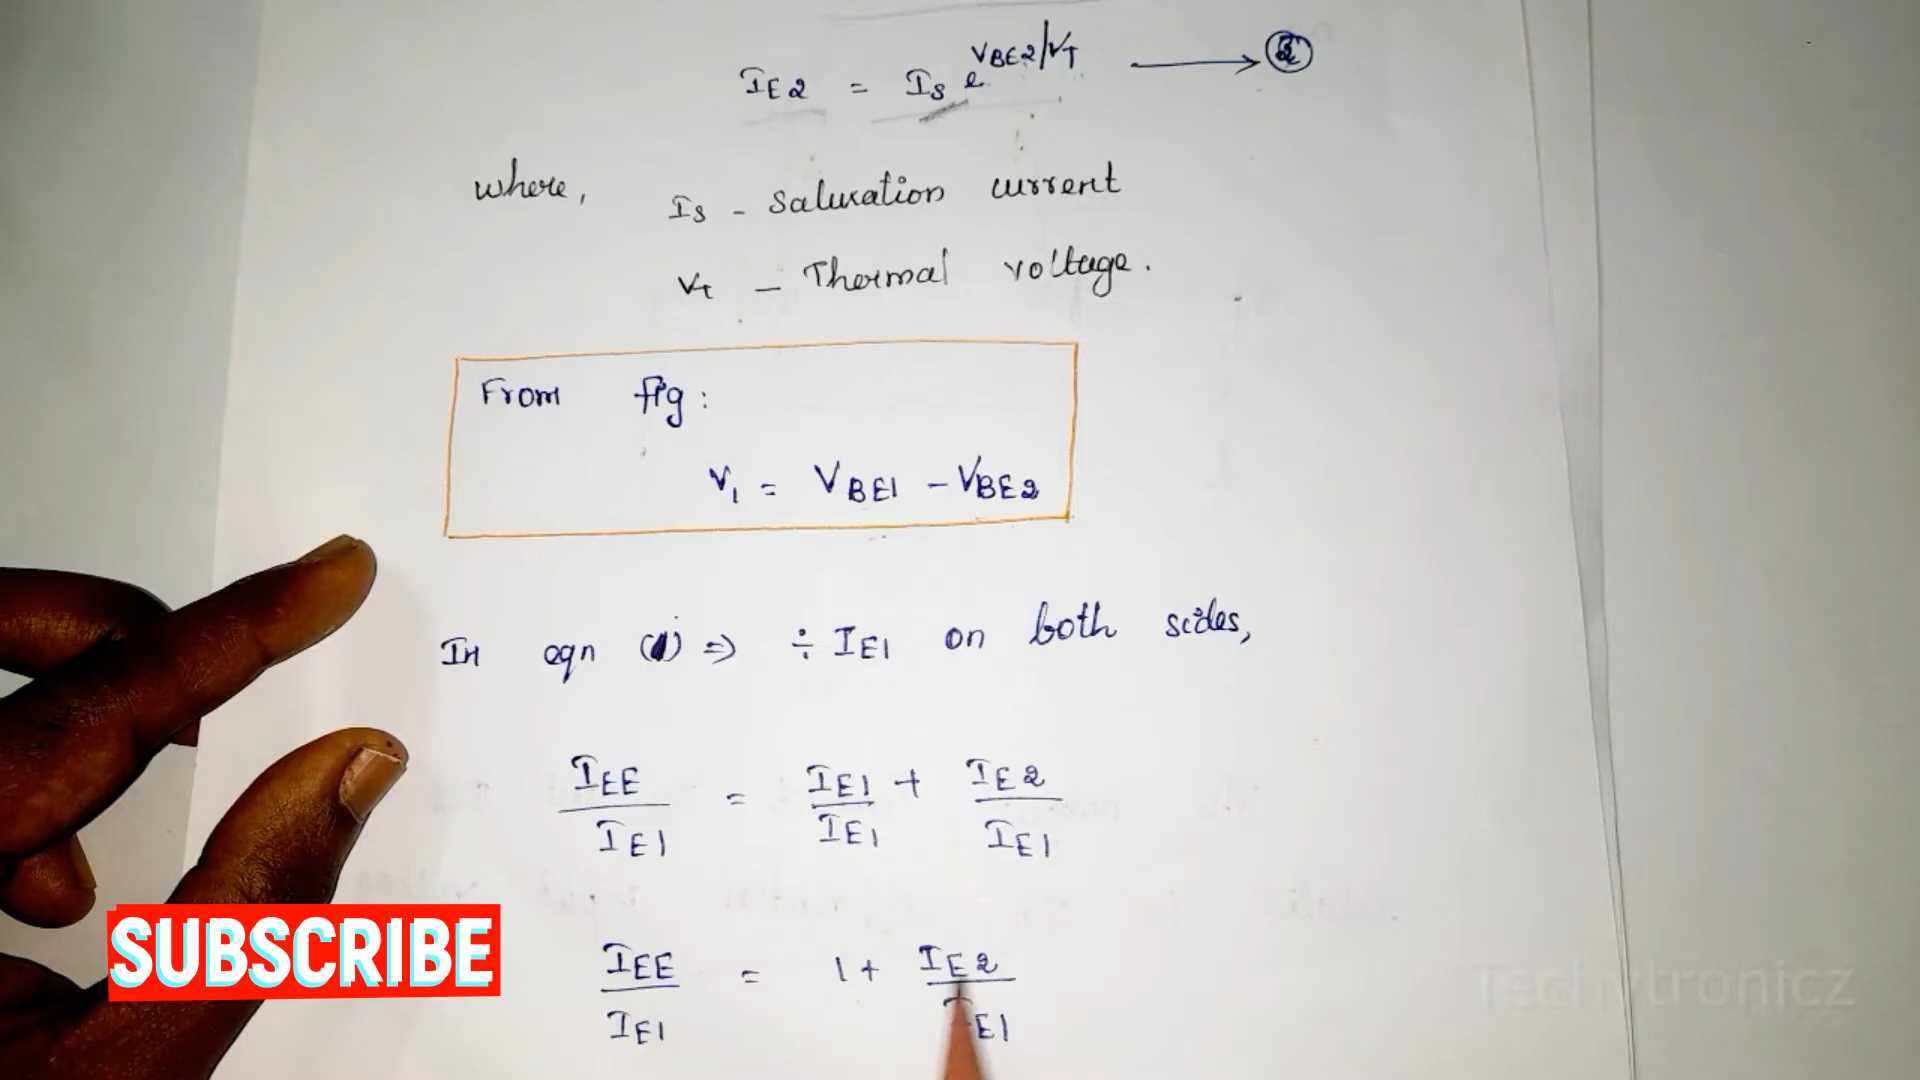 IE2 = Is e^VBE2/VT → ②
where, Is - Saturation current
VT - Thermal voltage.
From fig:
V1 = VBE1 - VBE2
In eqn (1) ⇒ ÷ IE1 on both sides,
IEE/IE1 = IE1/IE1 + IE2/IE1
IEE/IE1 = 1 + IE2/IE1
SUBSCRIBE
Techytronicz